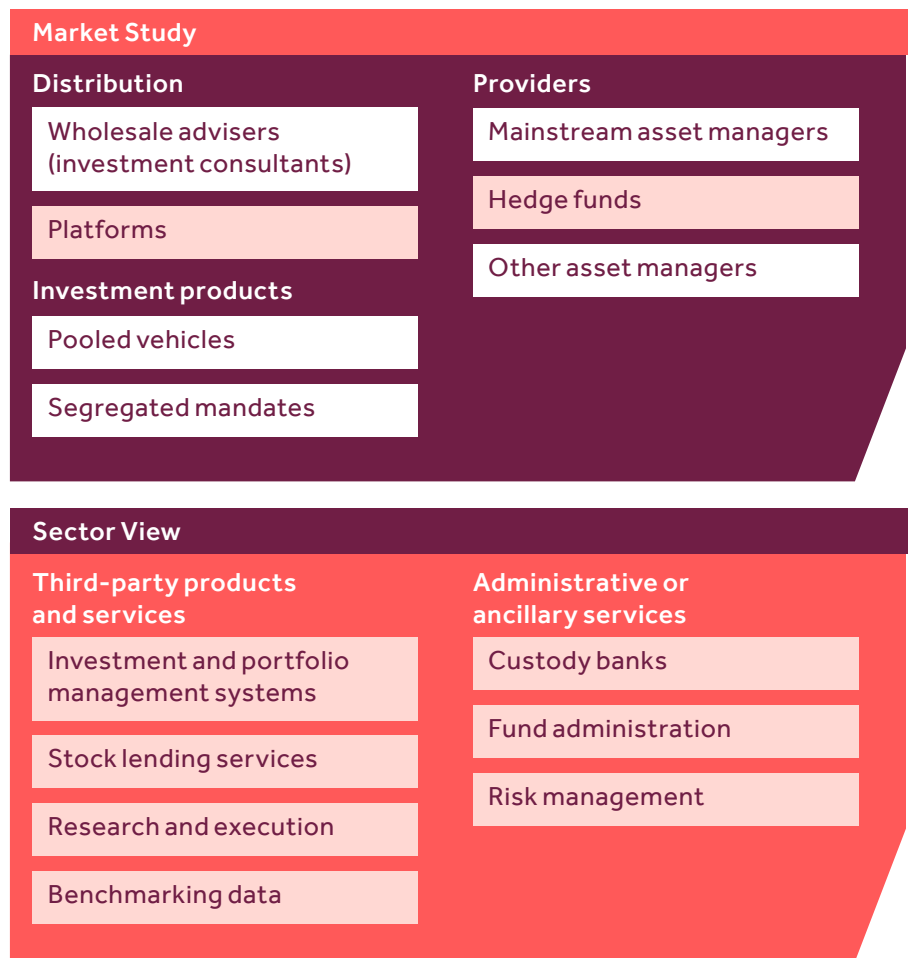 Market Study
Distribution
Wholesale advisers
(investment consultants)
Platforms
Investment products
Pooled vehicles
Segregated mandates
Providers
Mainstream asset managers
Hedge funds
Other asset managers
Sector View
Third-party products
and services
Investment and portfolio
management systems
Stock lending services
Research and execution
Benchmarking data
Administrative or
ancillary services
Custody banks
Fund administration
Risk management